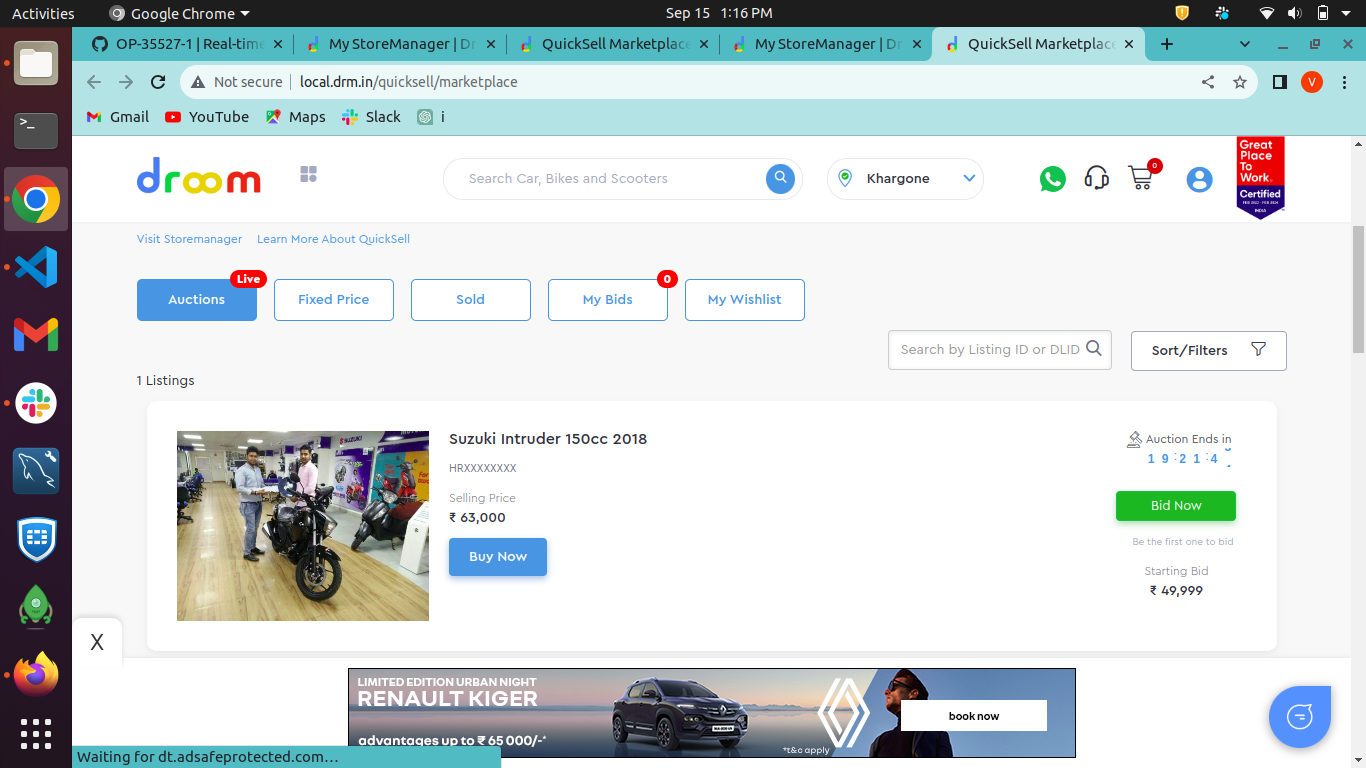 Activities
Google Chrome
Sep 15 1:16 PM
OP-35527-1 | Real-time
My StoreManager | Dr
QuickSell Marketplace
My StoreManager | Dr
QuickSell Marketplace
Not secure
local.drm.in/quicksell/marketplace
V
Gmail
YouTube
Maps
Slack
i
droom
Search Car, Bikes and Scooters
Khargone
0
Great
Place
To
Work.
Certified
INDIA
Visit Storemanager
Learn More About QuickSell
Auctions
Live
Fixed Price
Sold
My Bids
0
My Wishlist
Search by Listing ID or DLID
Sort/Filters
1 Listings
Suzuki Intruder 150cc 2018
HRXXXXXXXX
Selling Price
₹ 63,000
Buy Now
Auction Ends in
1 9 : 2 1 : 4
Bid Now
Be the first one to bid
Starting Bid
₹ 49,999
SUZUKI
X
LIMITED EDITION URBAN NIGHT
RENAULT KIGER
advantages up to ₹ 65 000/-*
*t&c apply
book now
Waiting for dt.adsafeprotected.com...